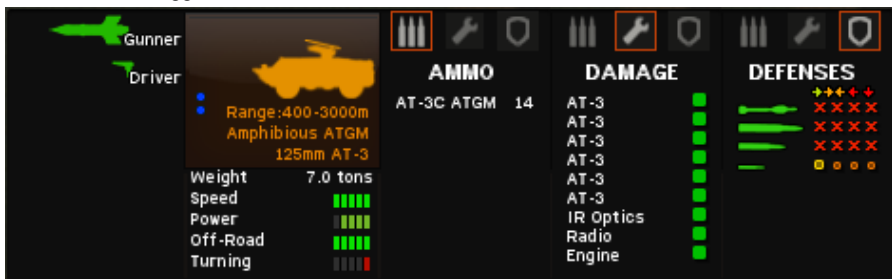 Gunner
Driver
Range:400-3000m
Amphibious ATGM
125mm AT-3
Weight 7.0 tons
Speed
Power
Off-Road
Turning
AMMO
AT-3C ATGM 14
DAMAGE
AT-3
AT-3
AT-3
AT-3
AT-3
AT-3
IR Optics
Radio
Engine
DEFENSES